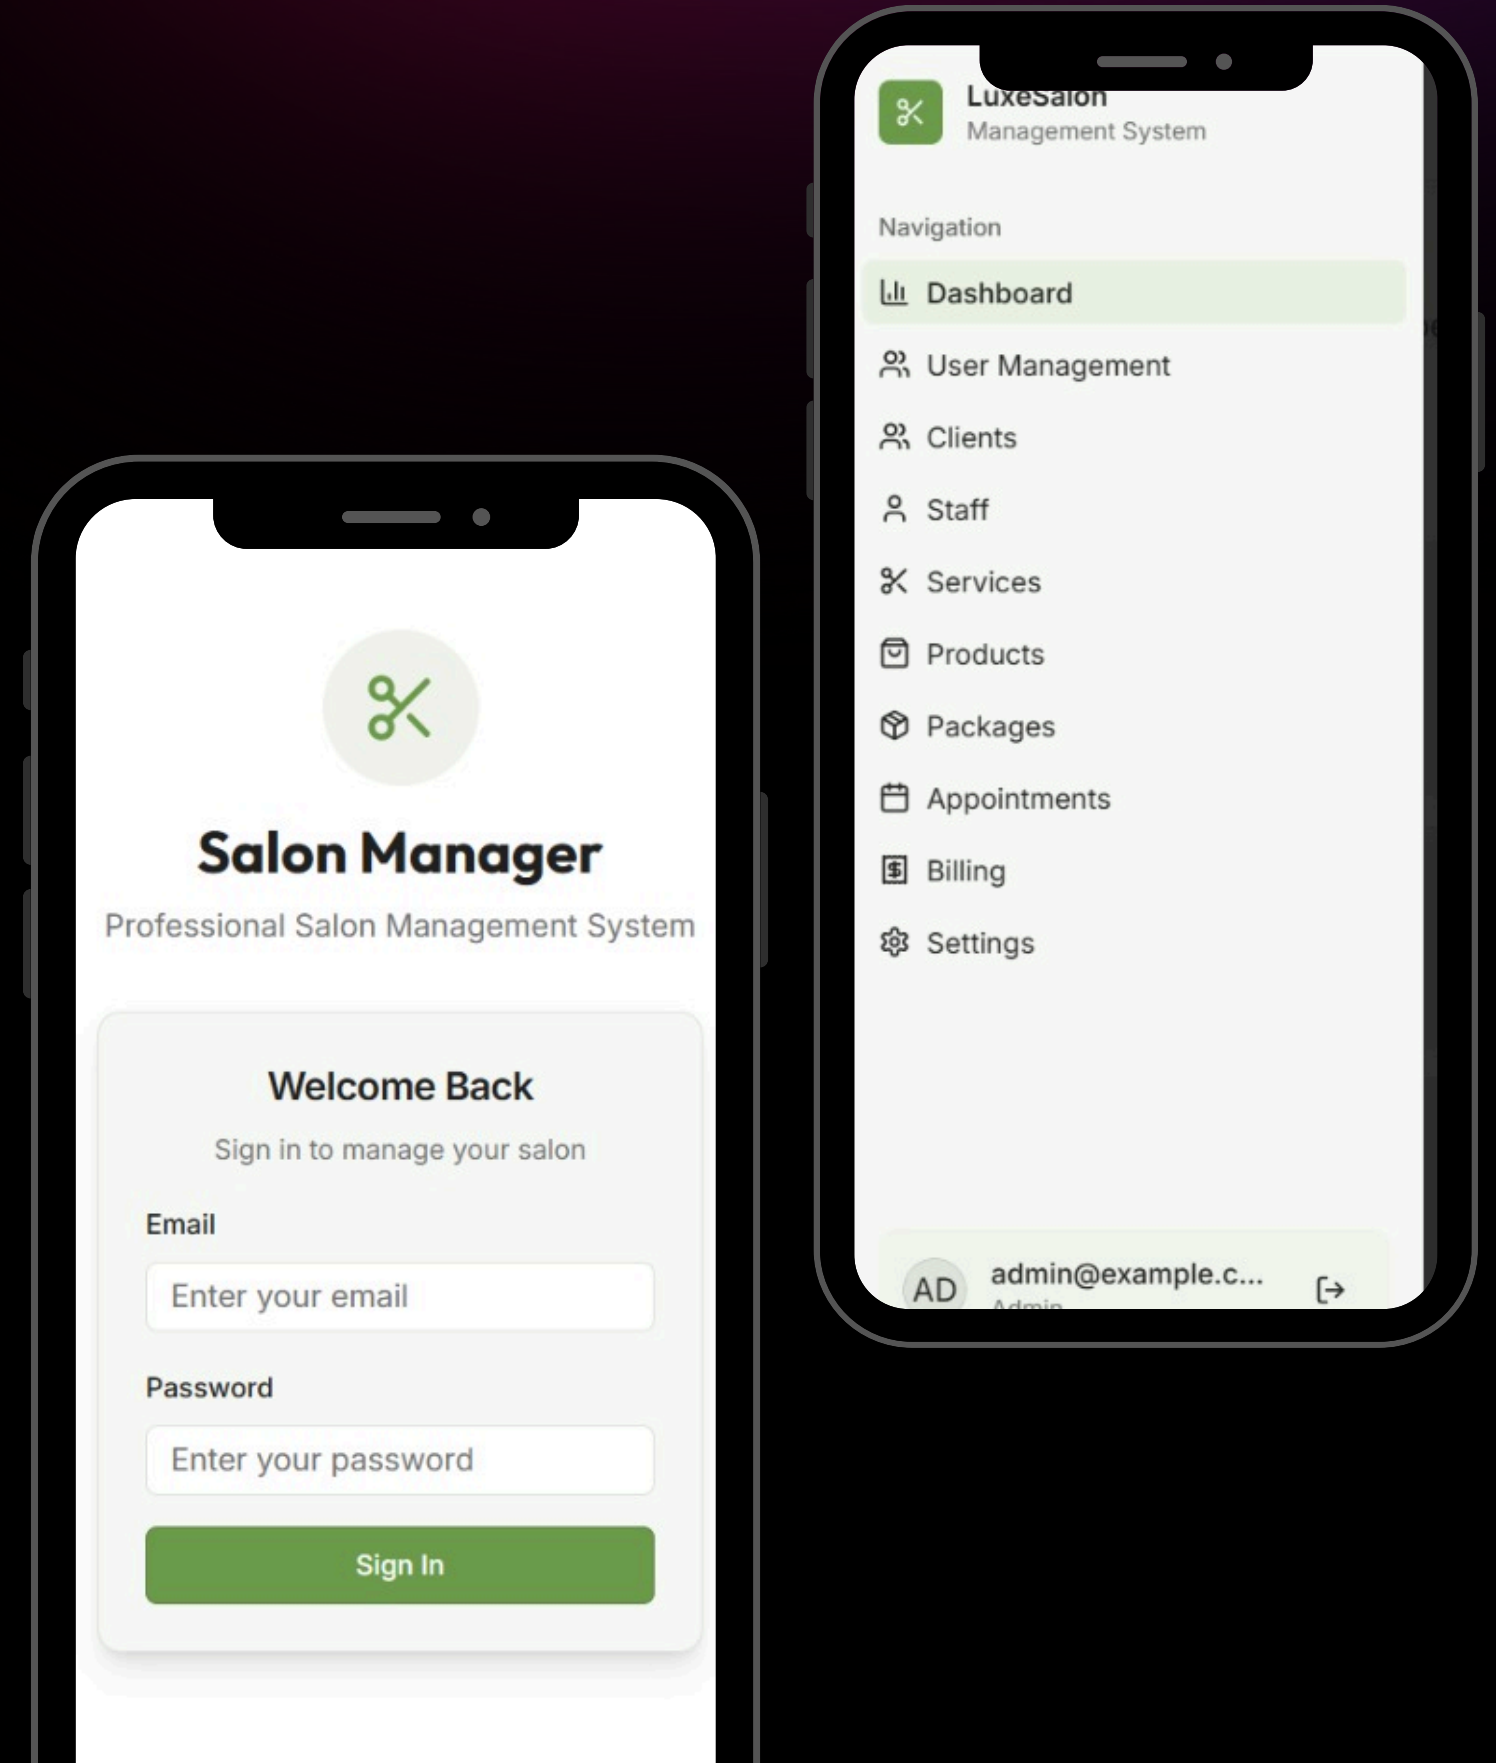 Salon Manager
Professional Salon Management System
Welcome Back
Sign in to manage your salon
Email
Enter your email
Password
Enter your password
Sign In
LuxeSalon
Management System
Navigation
Dashboard
User Management
Clients
Staff
Services
Products
Packages
Appointments
Billing
Settings
AD
admin@example.c...
Admin